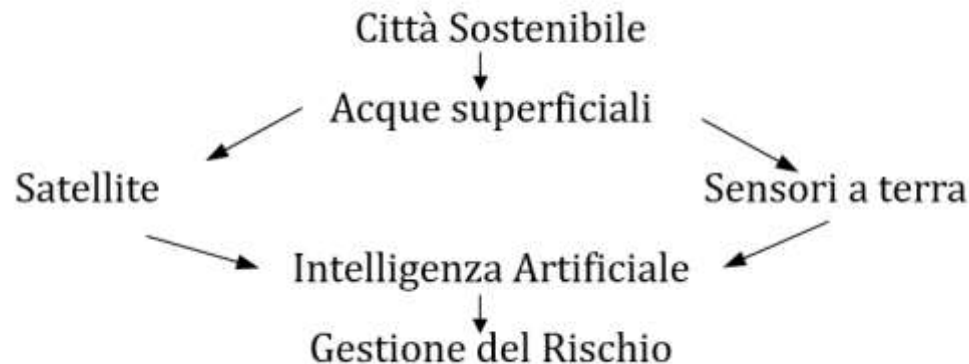 Città Sostenibile
Acque superficiali
Satellite
Sensori a terra
Intelligenza Artificiale
Gestione del Rischio